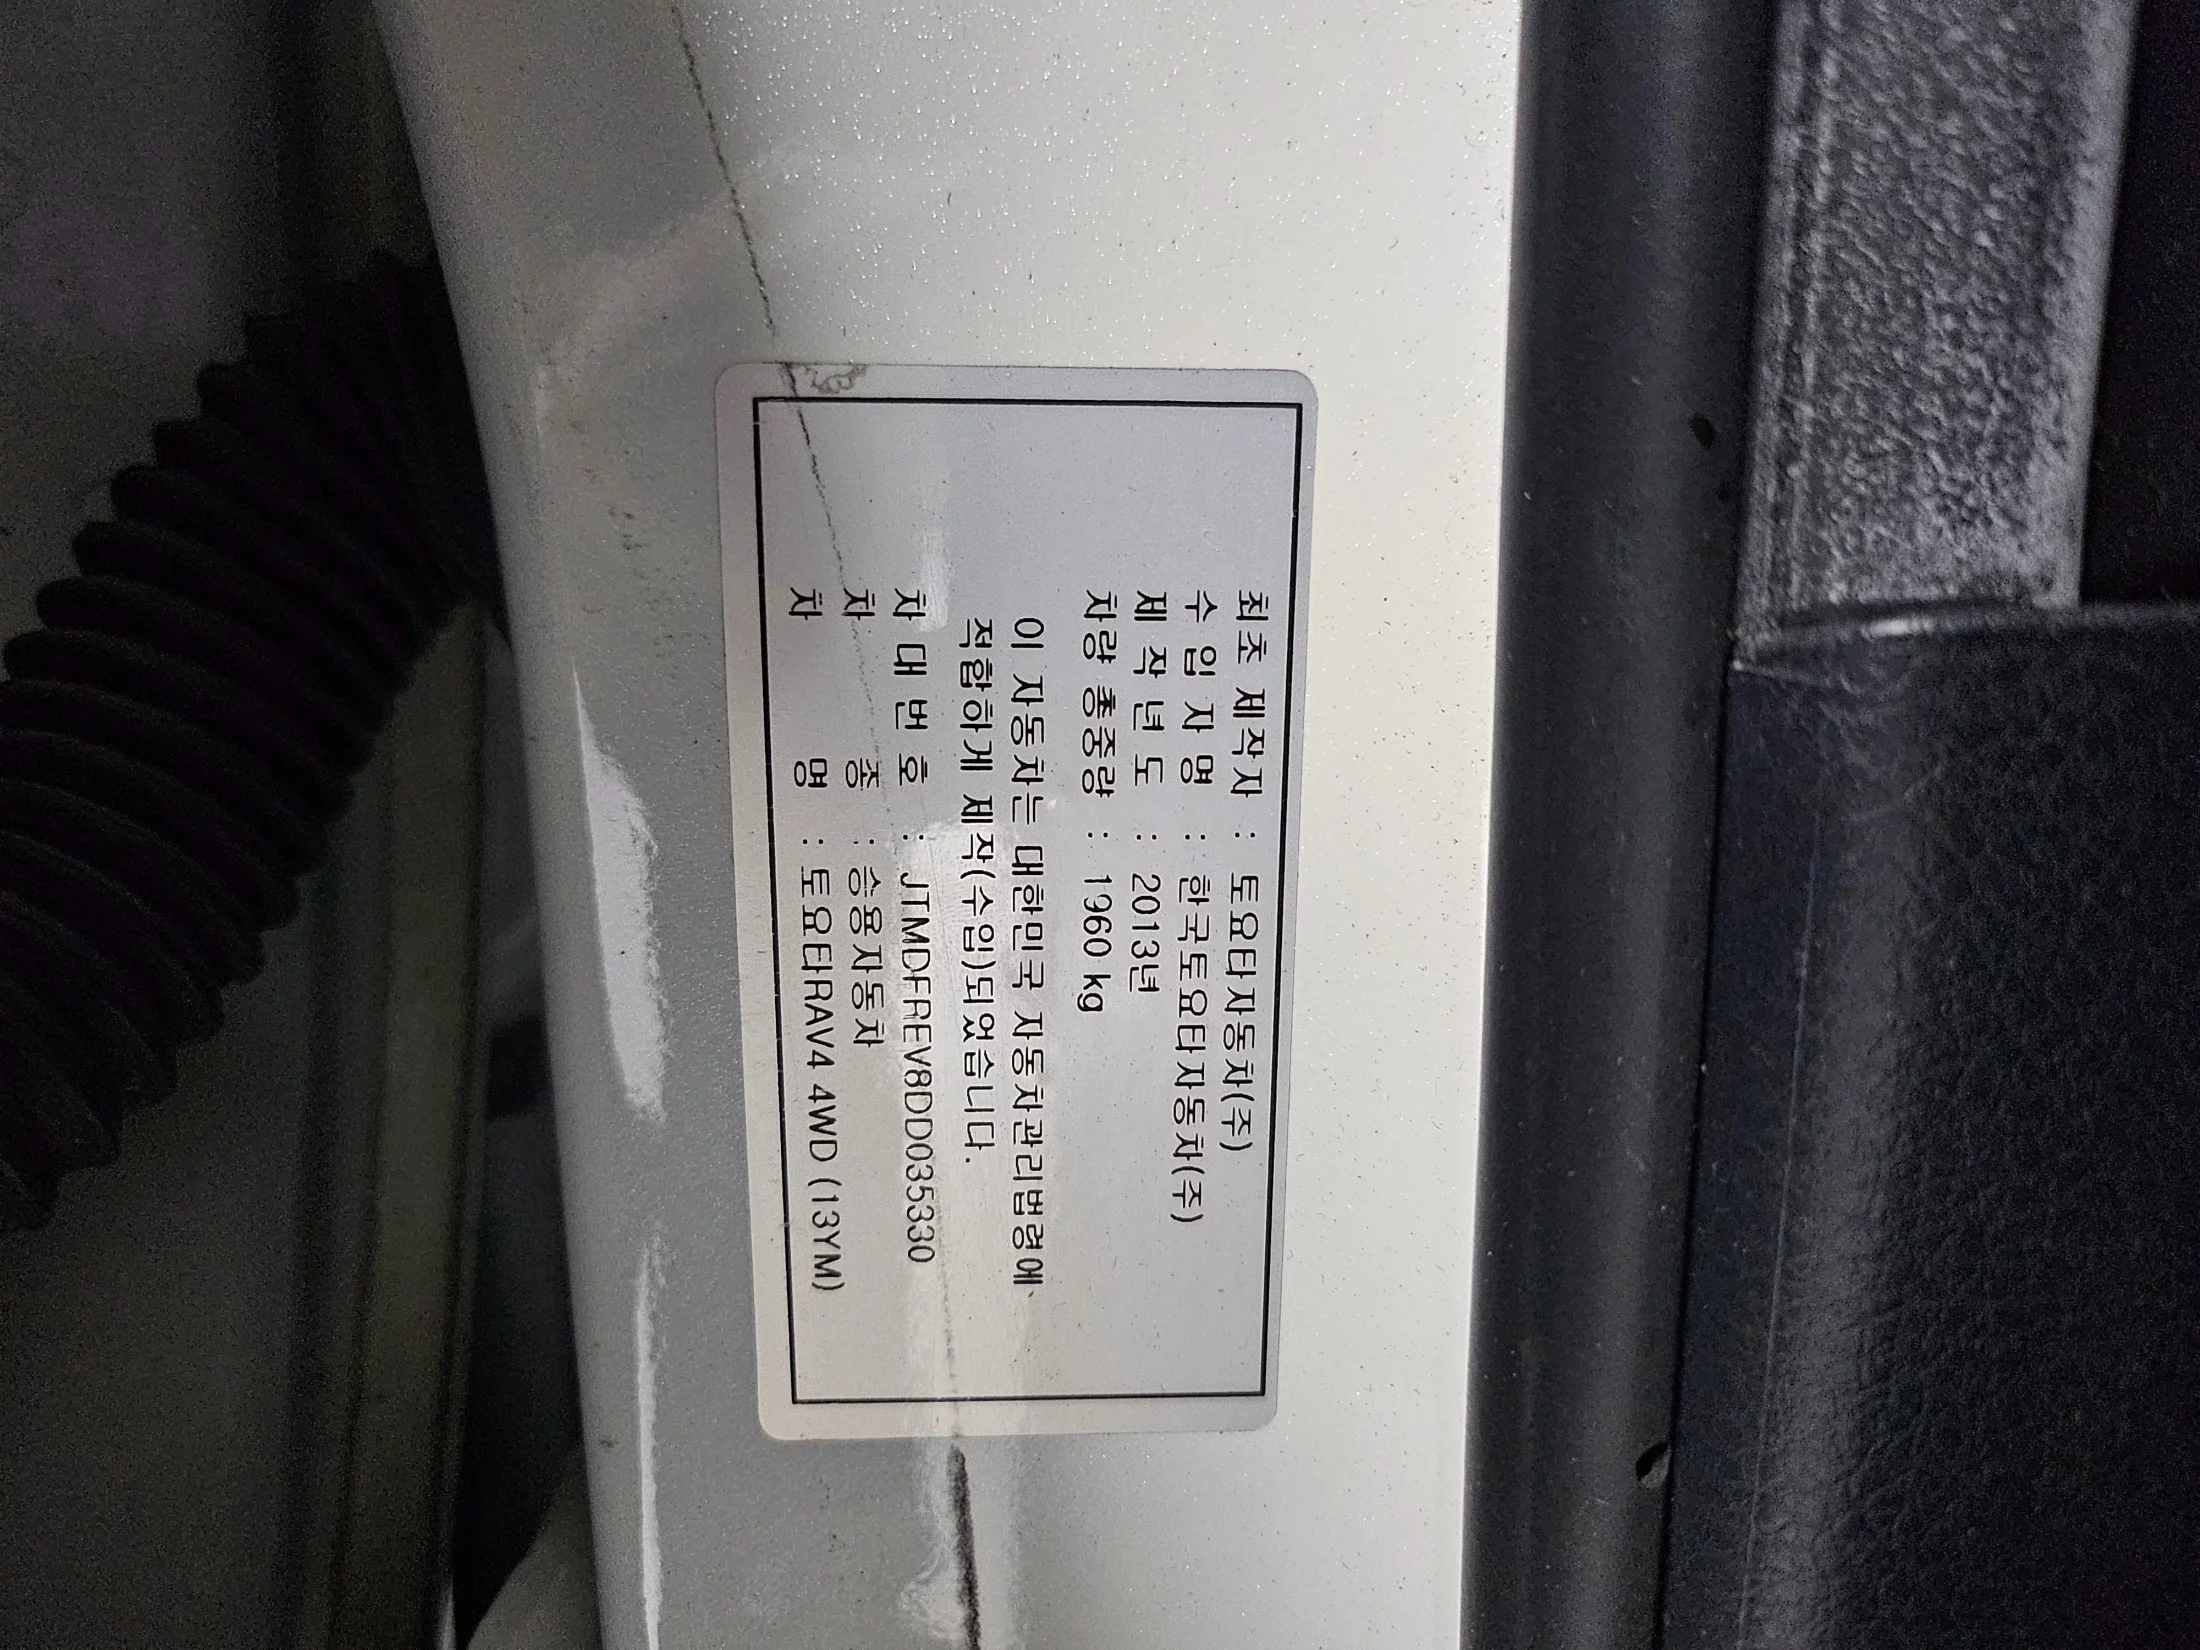 최초 제작자 : 토요타자동차(주)
수 입 자 명 : 한국토요타자동차(주)
제 작 년 도 : 2013년
차량 총중량 : 1960 kg
이 자동차는 대한민국 자동차관리법령에
적합하게 제작(수입)되었습니다.
차 대 번 호 : JTMDFREV8DD035330
차 종 : 승용자동차
차 명 : 토요타RAV4 4WD (13YM)